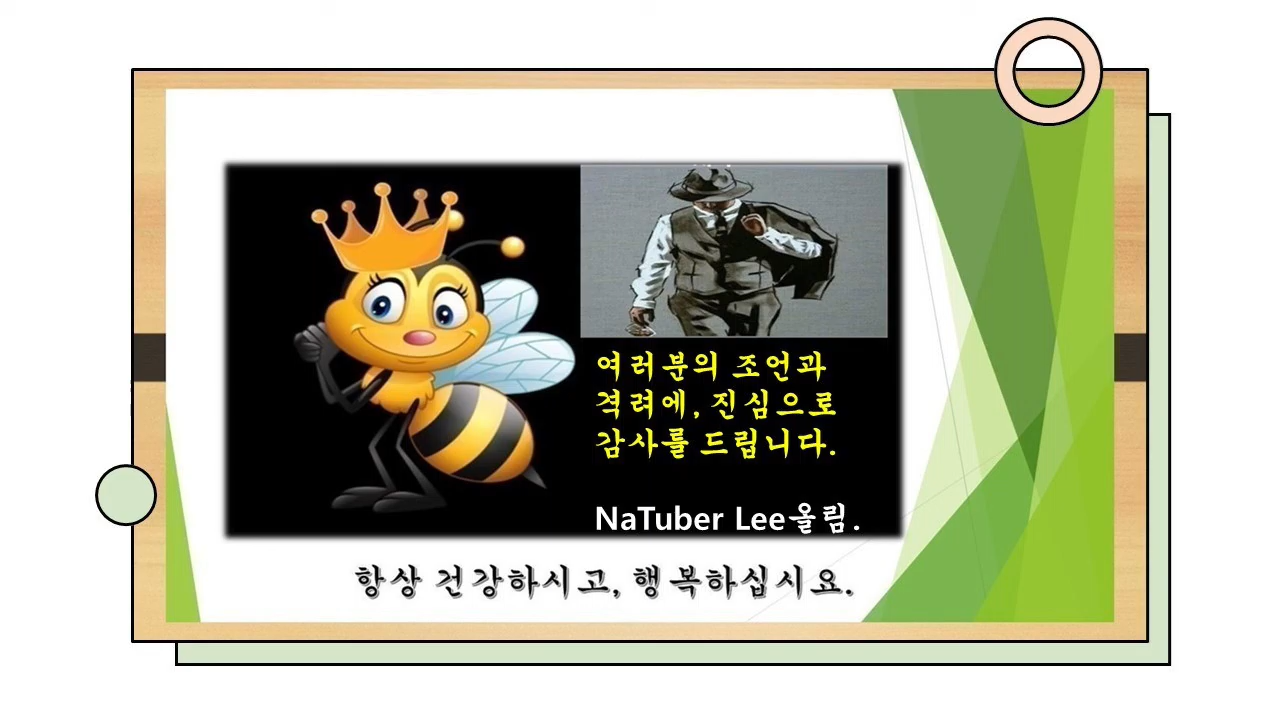 여러분의 조언과
격려에, 진심으로
감사를 드립니다.
NaTuber Lee올림.
항상 건강하시고, 행복하십시요.